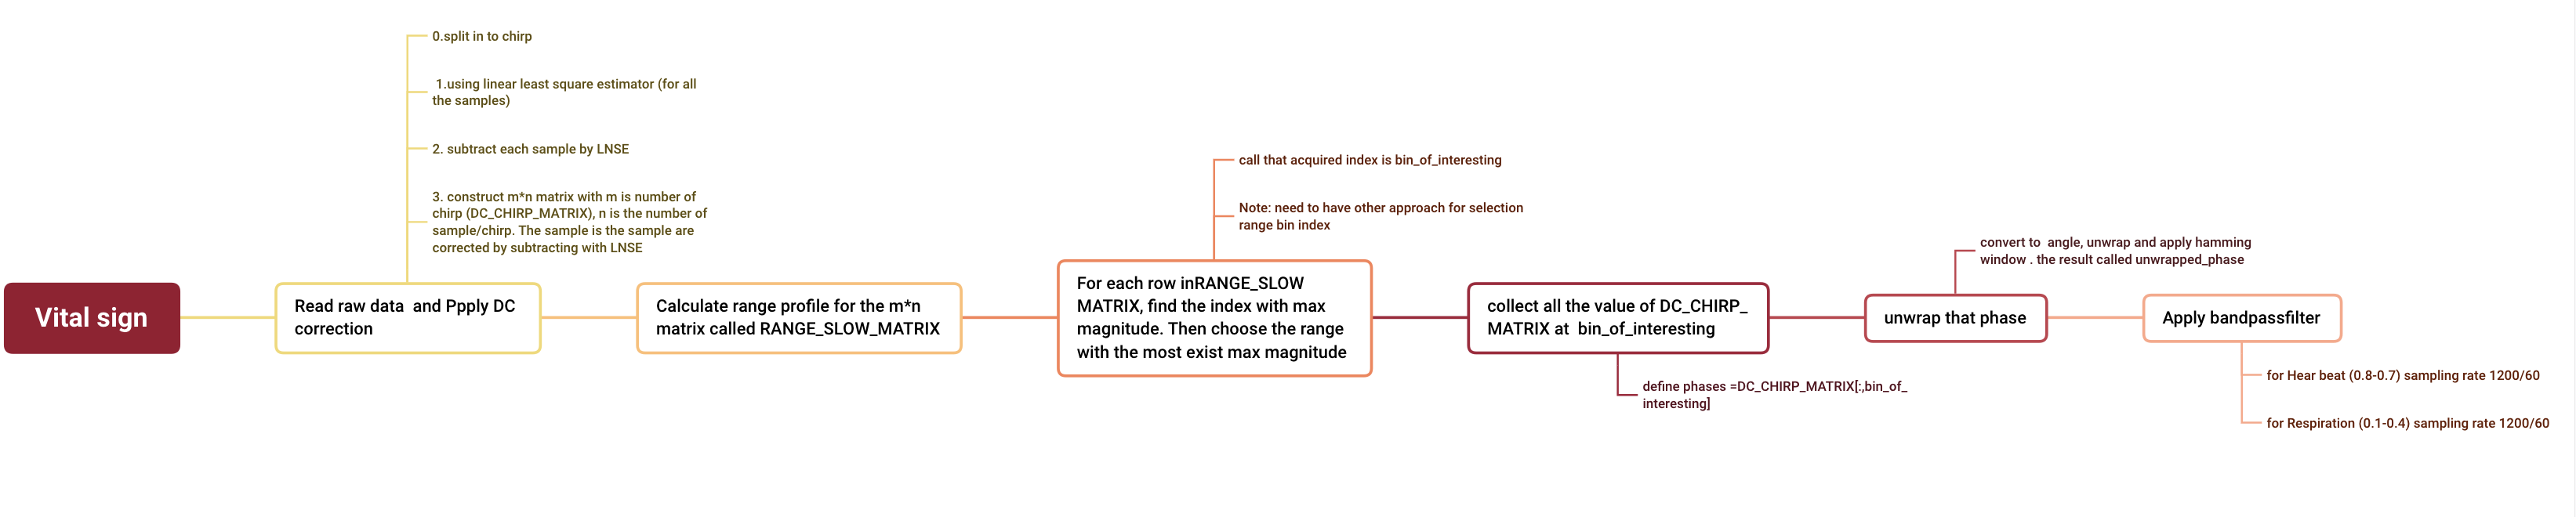 0.split in to chirp
1.using linear least square estimator (for all
the samples)
2. subtract each sample by LNSE
3. construct m*n matrix with m is number of
chirp (DC_CHIRP_MATRIX), n is the number of
sample/chirp. The sample is the sample are
corrected by subtracting with LNSE
Vital sign
Read raw data  and Ppply DC
correction
Calculate range profile for the m*n
matrix called RANGE_SLOW_MATRIX
call that acquired index is bin_of_interesting
Note: need to have other approach for selection
range bin index
For each row inRANGE_SLOW
MATRIX, find the index with max
magnitude. Then choose the range
with the most exist max magnitude
collect all the value of DC_CHIRP_
MATRIX at  bin_of_interesting
define phases =DC_CHIRP_MATRIX[:,bin_of_
interesting]
convert to  angle, unwrap and apply hamming
window . the result called unwrapped_phase
unwrap that phase
Apply bandpassfilter
for Hear beat (0.8-0.7) sampling rate 1200/60
for Respiration (0.1-0.4) sampling rate 1200/60